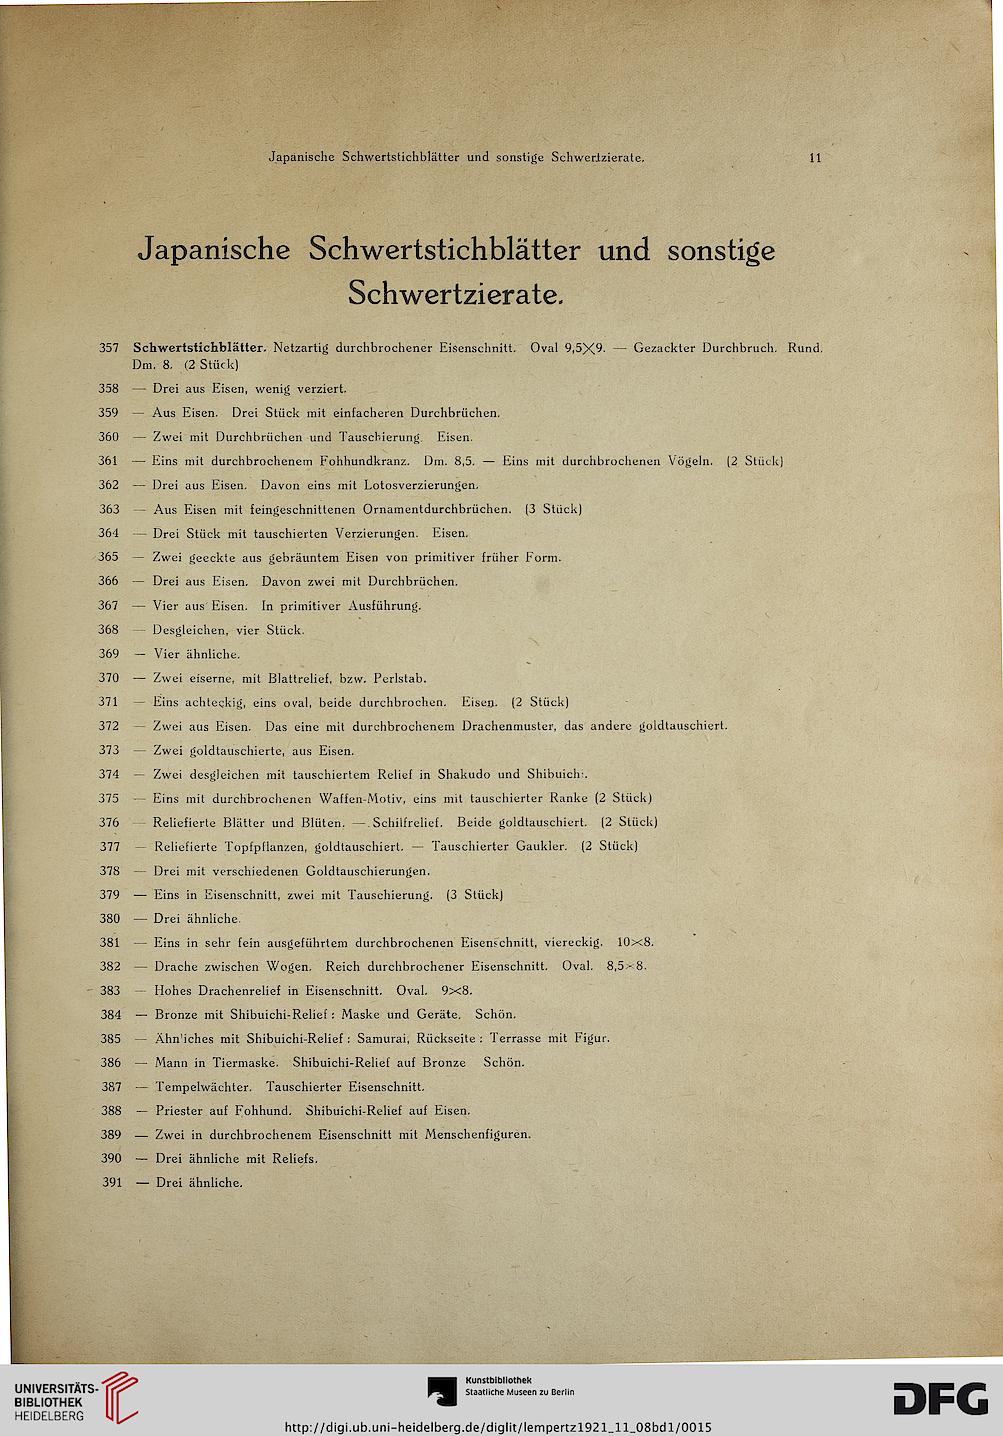 Japanische Schwertstichblätter und sonstige Schwertzierate. 11
Japanische Schwertstichblätter und sonstige
Schwertzierate.
357 Schwertstichblätter. Netzartig durchbrochener Eisenschnitt. Oval 9,5×9. — Gezackter Durchbruch. Rund.
Dm. 8. (2 Stück)
358 — Drei aus Eisen, wenig verziert.
359 — Aus Eisen. Drei Stück mit einfacheren Durchbrüchen.
360 — Zwei mit Durchbrüchen und Tauschierung. Eisen.
361 — Eins mit durchbrochenem Fohhundkranz. Dm. 8,5. — Eins mit durchbrochenen Vögeln. (2 Stück)
362 — Drei aus Eisen. Davon eins mit Lotosverzierungen.
363 — Aus Eisen mit feingeschnittenen Ornamentdurchbrüchen. (3 Stück)
364 — Drei Stück mit tauschierten Verzierungen. Eisen.
365 — Zwei geeckte aus gebräuntem Eisen von primitiver früher Form.
366 — Drei aus Eisen. Davon zwei mit Durchbrüchen.
367 — Vier aus Eisen. In primitiver Ausführung.
368 — Desgleichen, vier Stück.
369 — Vier ähnliche.
370 — Zwei eiserne, mit Blattrelief, bzw. Perlstab.
371 — Eins achteckig, eins oval, beide durchbrochen. Eisen. (2 Stück)
372 — Zwei aus Eisen. Das eine mit durchbrochenem Drachenmuster, das andere goldtauschiert.
373 — Zwei goldtauschierte, aus Eisen.
374 — Zwei desgleichen mit tauschiertem Relief in Shakudo und Shibuichi.
375 — Eins mit durchbrochenen Waffen-Motiv, eins mit tauschierter Ranke (2 Stück)
376 — Reliefierte Blätter und Blüten. — Schilfrelief. Beide goldtauschiert. (2 Stück)
377 — Reliefierte Topfpflanzen, goldtauschiert. — Tauschierter Gaukler. (2 Stück)
378 — Drei mit verschiedenen Goldtauschierungen.
379 — Eins in Eisenschnitt, zwei mit Tauschierung. (3 Stück)
380 — Drei ähnliche.
381 — Eins in sehr fein ausgeführtem durchbrochenen Eisenschnitt, viereckig. 10×8.
382 — Drache zwischen Wogen. Reich durchbrochener Eisenschnitt. Oval. 8,5×8.
383 — Hohes Drachenrelief in Eisenschnitt. Oval. 9×8.
384 — Bronze mit Shibuichi-Relief: Maske und Geräte. Schön.
385 — Ähnliches mit Shibuichi-Relief: Samurai, Rückseite: Terrasse mit Figur.
386 — Mann in Tiermaske. Shibuichi-Relief auf Bronze Schön.
387 — Tempelwächter. Tauschierter Eisenschnitt.
388 — Priester auf Fohhund. Shibuichi-Relief auf Eisen.
389 — Zwei in durchbrochenem Eisenschnitt mit Menschenfiguren.
390 — Drei ähnliche mit Reliefs.
391 — Drei ähnliche.
UNIVERSITÄTS-
BIBLIOTHEK
HEIDELBERG
Kunstbibliothek
Staatliche Museen zu Berlin
DFG
http://digi.ub.uni-heidelberg.de/diglit/lempertz1921_11_08bd1/0015